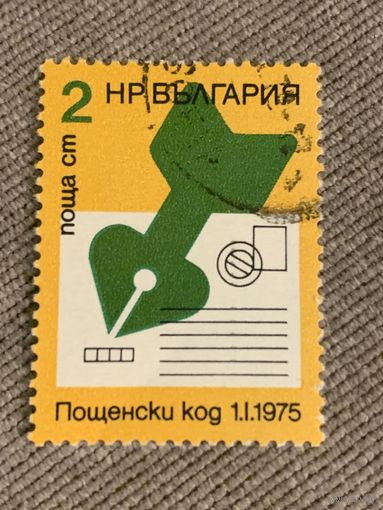 2 НР БЪЛГАРИЯ
поща ст
Пощенски код 1.I.1975